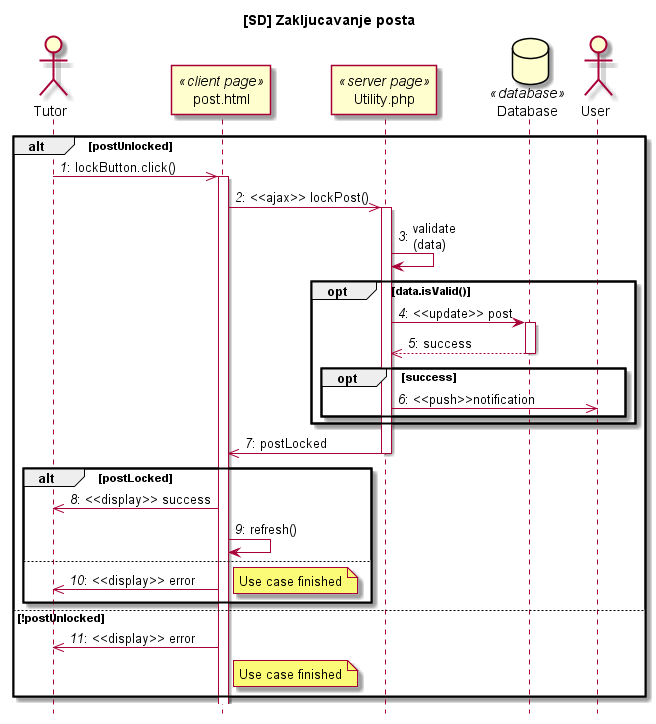 [SD] Zakljucavanje posta
Tutor
«client page»
post.html
«server page»
Utility.php
«database»
Database
User
alt [postUnlocked]
1: lockButton.click()
2: <<ajax>> lockPost()
3: validate
(data)
opt [data.isValid()]
4: <<update>> post
5: success
opt [success]
6: <<push>>notification
7: postLocked
alt [postLocked]
8: <<display>> success
9: refresh()
10: <<display>> error
Use case finished
[!postUnlocked]
11: <<display>> error
Use case finished